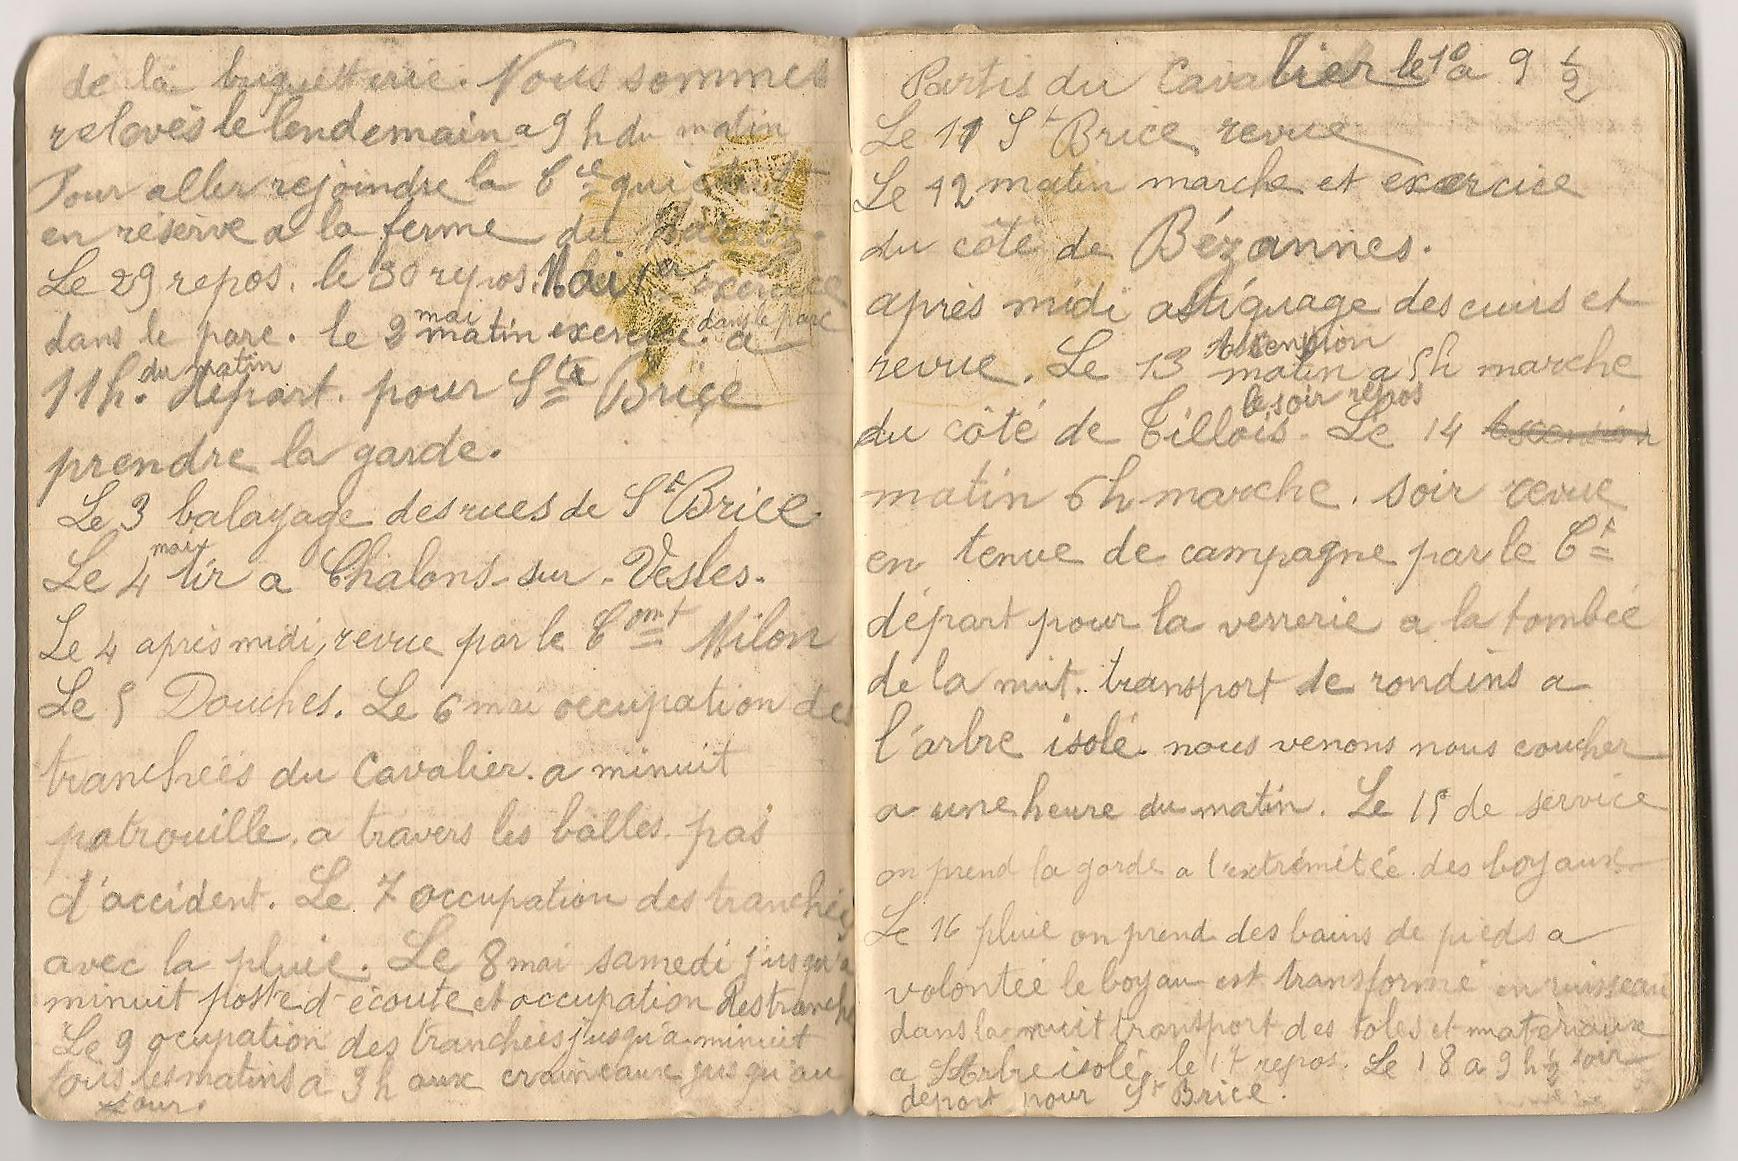 de la buguetterie. Nous sommes
relevés le lendemain a 9 h du matin
Pour aller rejoindre la Cie qui était
en réserve a la ferme du
Le 29 repos. le 30 repos. Mai 1er exercice
dans le parc. le 2 mai matin exercice dans le parc. a
11h. du matin départ. pour Ste Brice
prendre la garde.
Le 3 balayage des rues de St Brice.
Le 4 mai tir a Chalons-sur-Vesles.
Le 4 après midi, revue par le Comt Milon
Le 5 Douches. Le 6 mai occupation des
tranchées du Cavalier. a minuit
patrouille. a travers les balles. pas
d'accident. Le 7 occupation des tranchées
avec la pluie. Le 8 mai samedi jusqu'a
minuit poste d'écoute et occupation des tranch
Le 9 ocupation des tranchées jusqu'a minuit
tous les matins a 3h aux craineaux jusqu'au
jour.
Partis du Cavalier le 10 a 9 1/2
Le 11 St Brice revue
Le 12 matin marche et exercice
du côté de Bézannes.
après midi astiquage des cuirs et
revue. Le 13 Ascension matin a 5h marche
du côté de Tillois. le soir repos Le 14 Ascension
matin 6h marche. soir revue
en tenue de campagne par le Ct
départ pour la verrerie a la tombée
de la nuit. transport de rondins a
l'arbre isolé. nous venons nous coucher
a une heure du matin. Le 15 de service
on prend la garde a l'extrémitée des boyaux
Le 16 pluie on prend des bains de pieds a
volontée le boyau est transformé en ruisseau
dans la nuit transport des toles et matériaux
a l'Arbre isolé, le 17 repos. Le 18 a 9h 1/2 soir
départ pour St Brice.